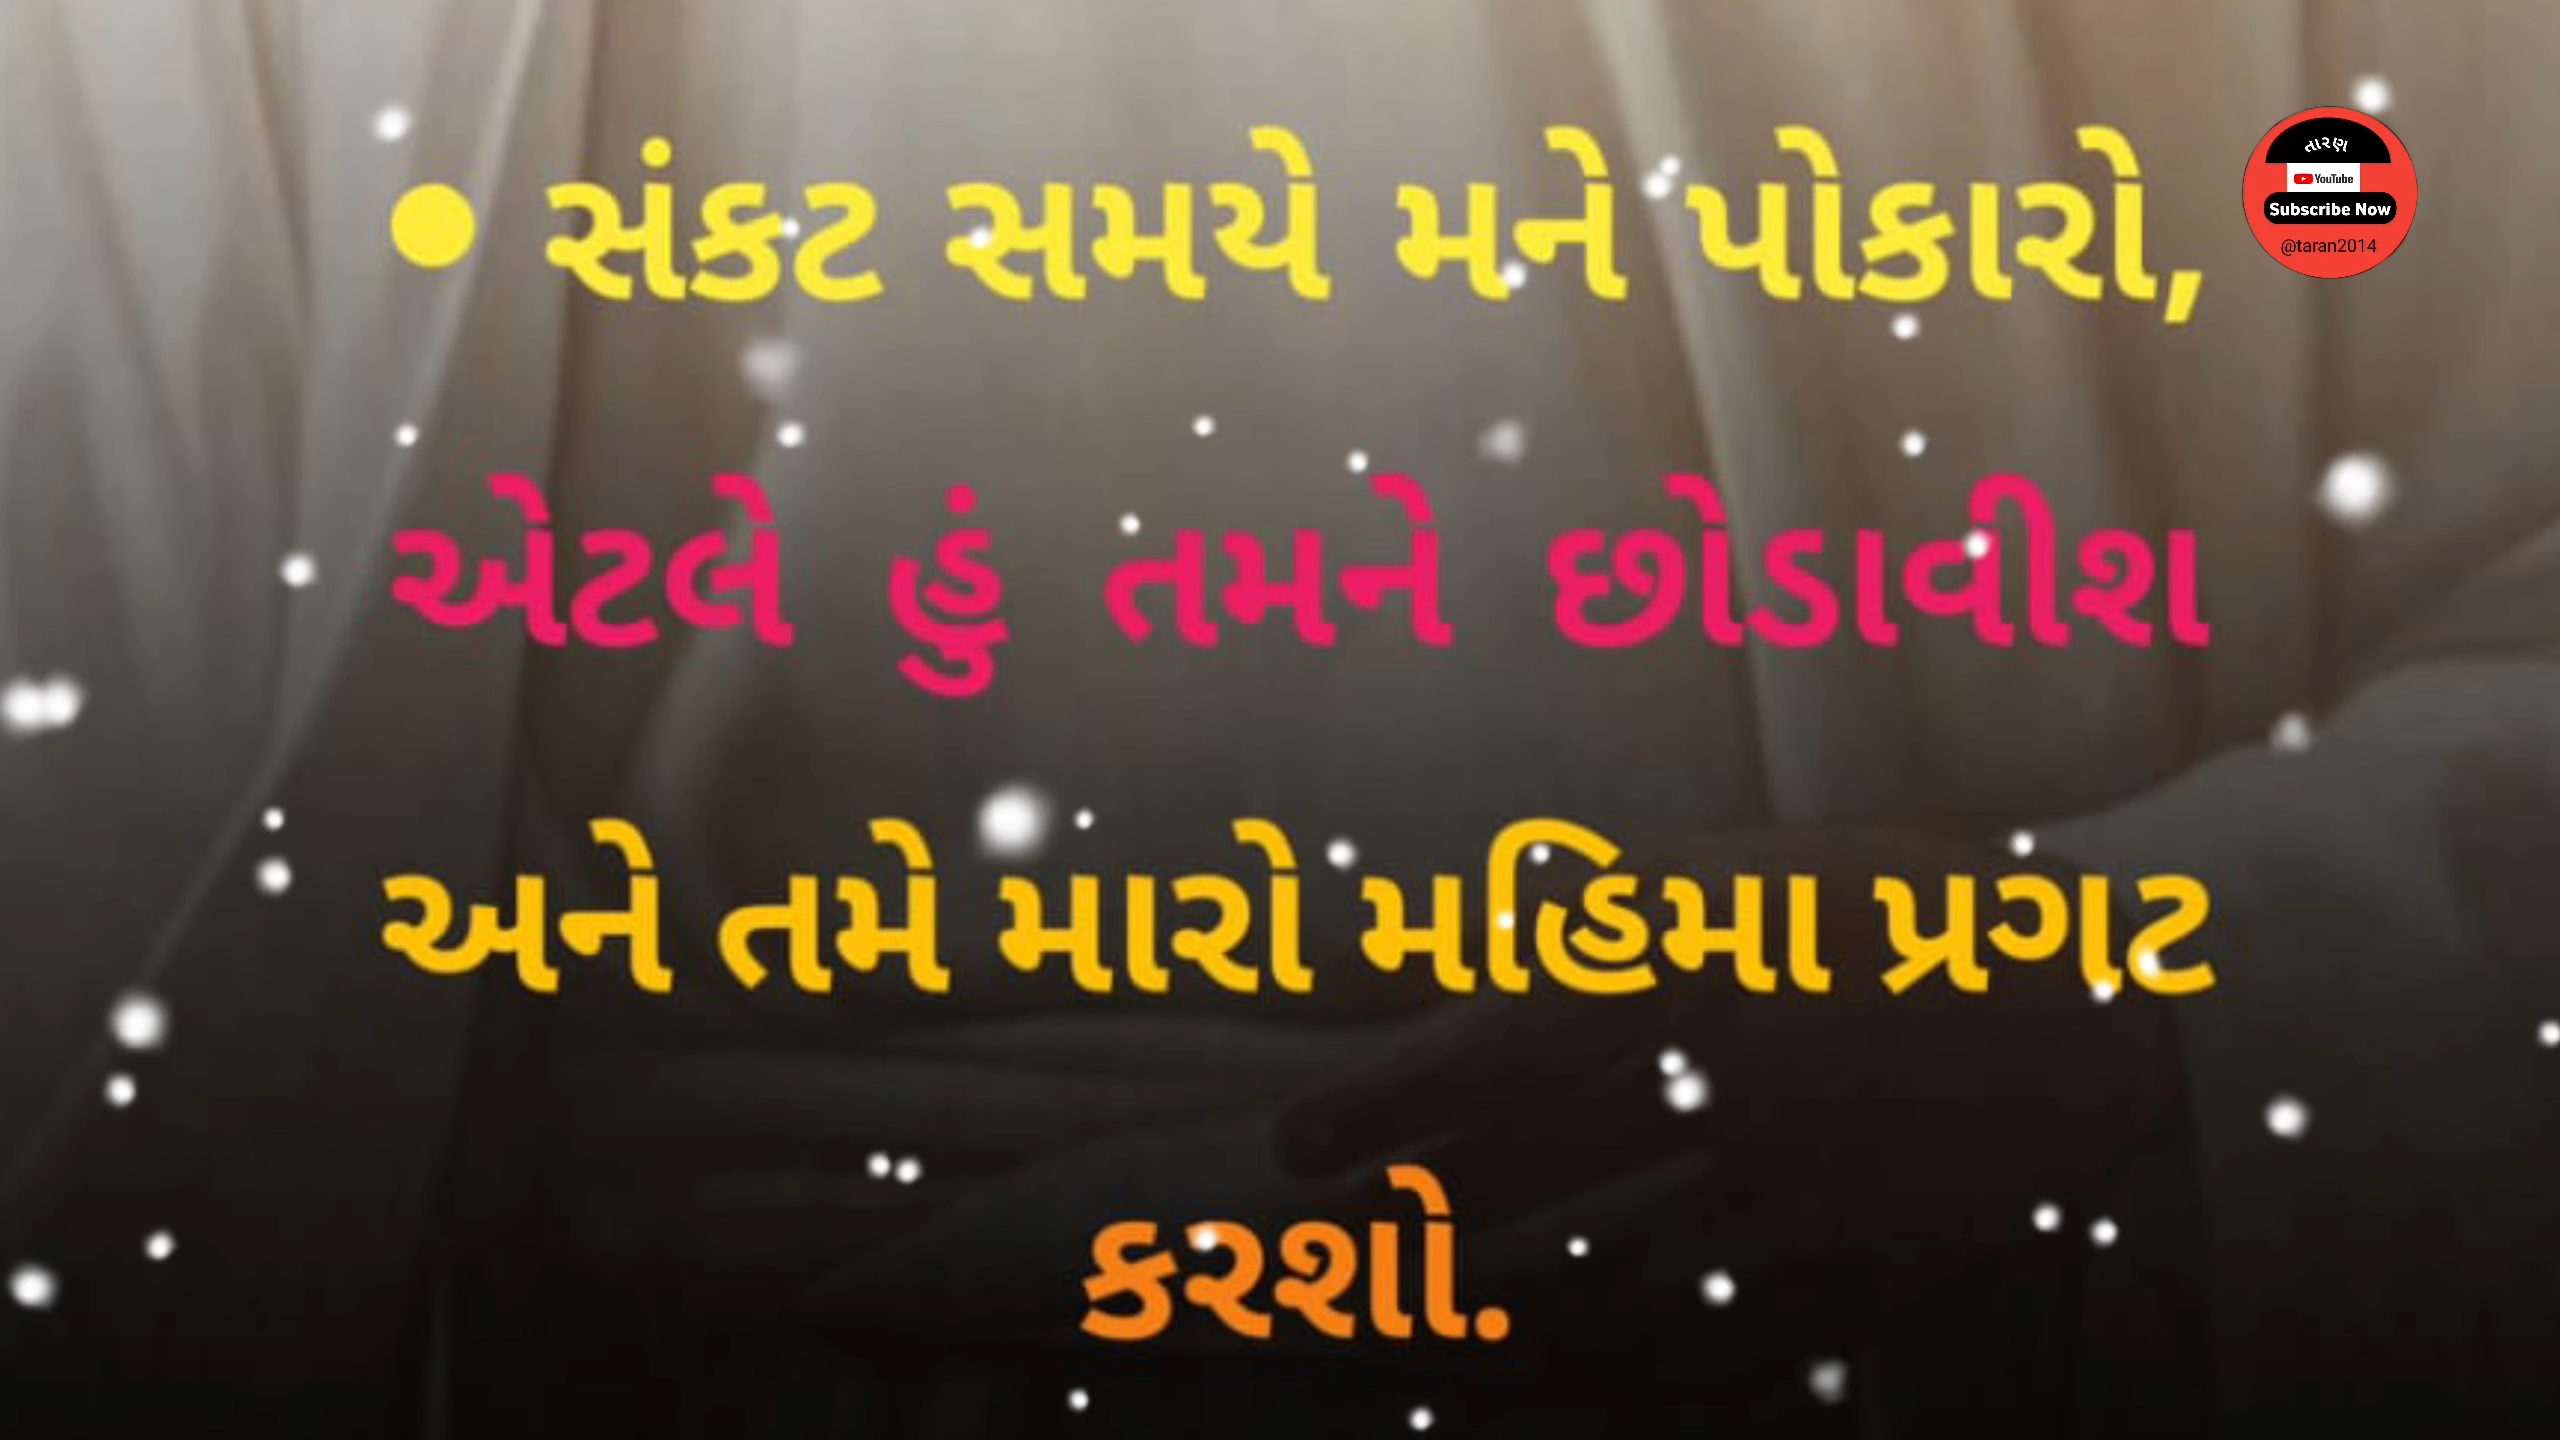 • સંકટ સમયે મને પોકારો,
એટલે હું તમને છોડાવીશ
અને તમે મારો મહિમા પ્રગટ
કરશો.
તારણ
YouTube
Subscribe Now
@taran2014